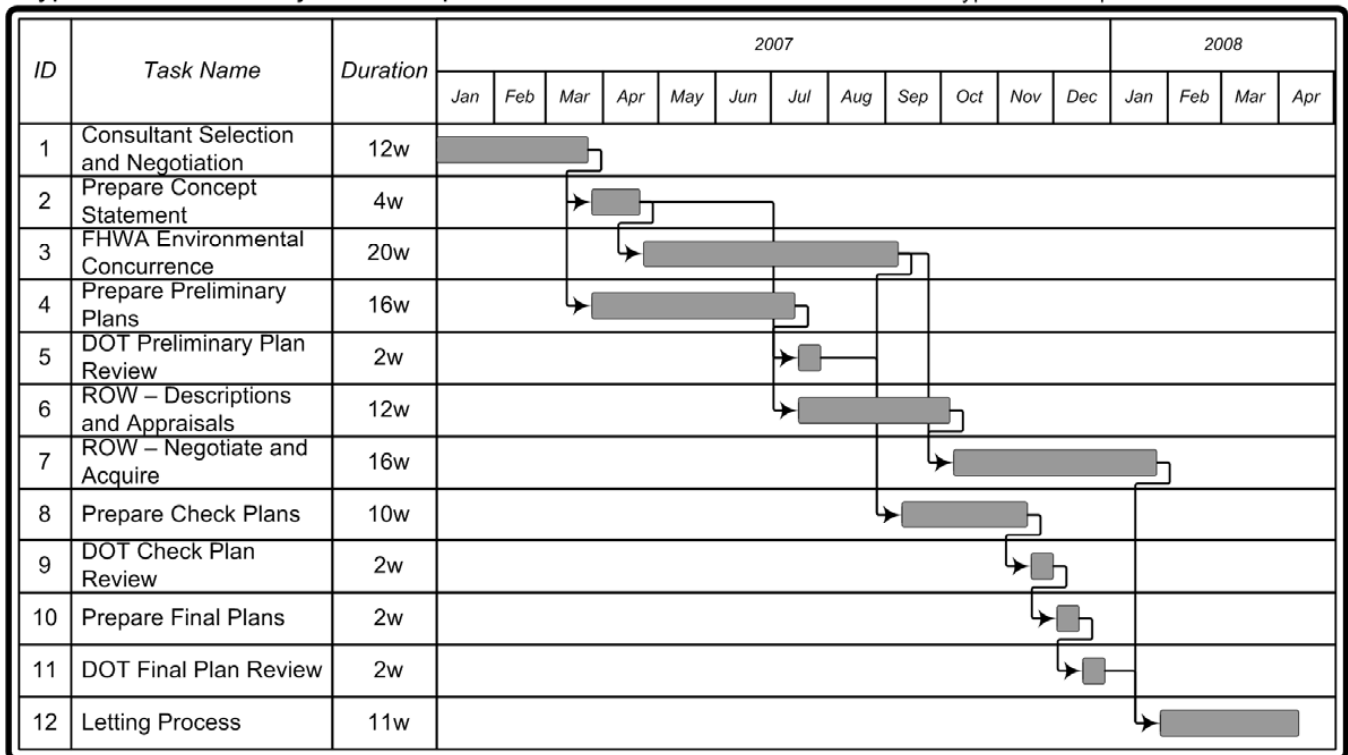 2007 2008
ID Task Name Duration
Jan Feb Mar Apr May Jun Jul Aug Sep Oct Nov Dec Jan Feb Mar Apr
1 Consultant Selection and Negotiation 12w
2 Prepare Concept Statement 4w
3 FHWA Environmental Concurrence 20w
4 Prepare Preliminary Plans 16w
5 DOT Preliminary Plan Review 2w
6 ROW – Descriptions and Appraisals 12w
7 ROW – Negotiate and Acquire 16w
8 Prepare Check Plans 10w
9 DOT Check Plan Review 2w
10 Prepare Final Plans 2w
11 DOT Final Plan Review 2w
12 Letting Process 11w